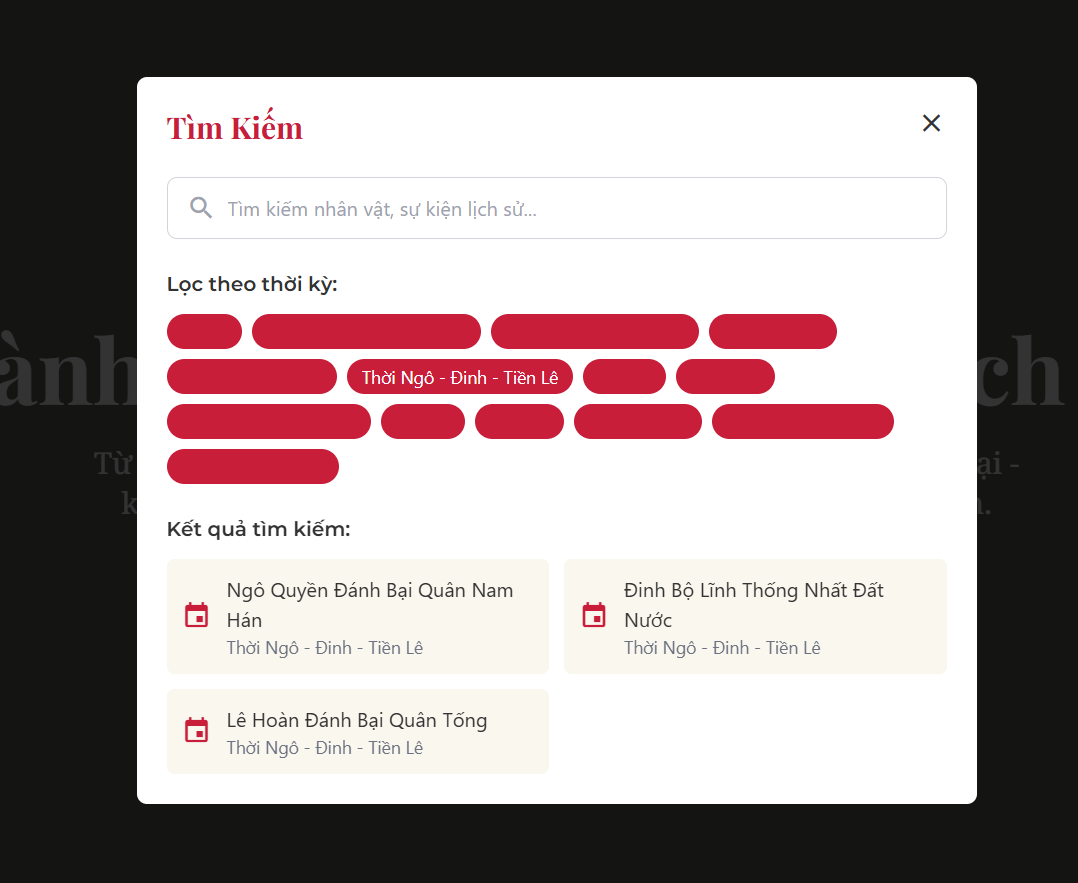 Tìm Kiếm
Tìm kiếm nhân vật, sự kiện lịch sử...
Lọc theo thời kỳ:
Thời Ngô - Đinh - Tiền Lê
Kết quả tìm kiếm:
Ngô Quyền Đánh Bại Quân Nam
Hán
Thời Ngô - Đinh - Tiền Lê
Đinh Bộ Lĩnh Thống Nhất Đất
Nước
Thời Ngô - Đinh - Tiền Lê
Lê Hoàn Đánh Bại Quân Tống
Thời Ngô - Đinh - Tiền Lê
Từ